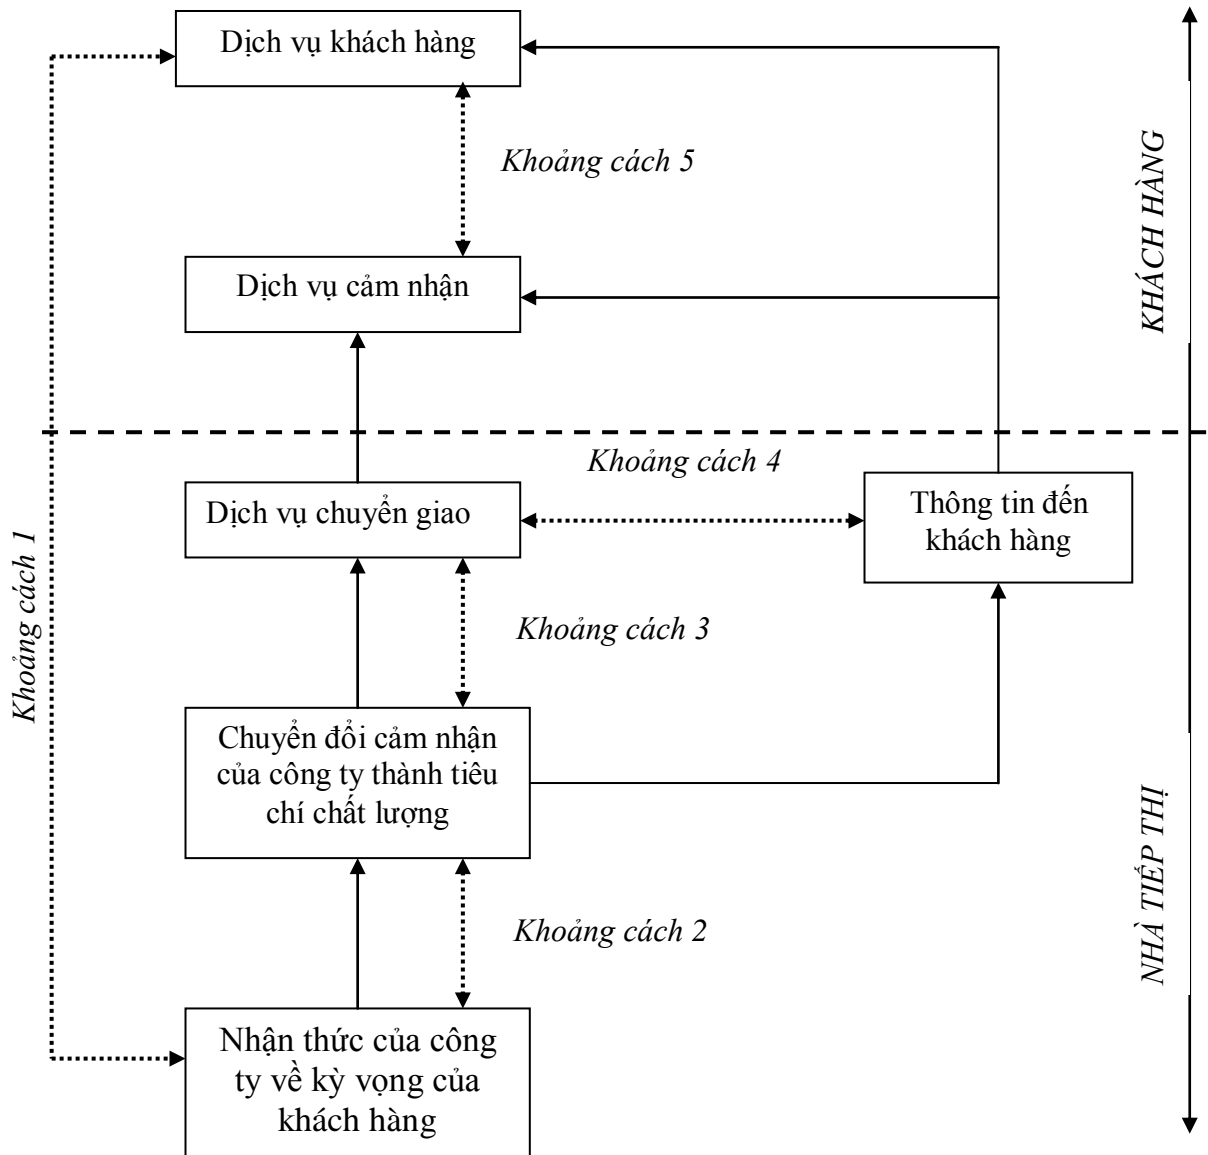 Dịch vụ khách hàng
Khoảng cách 5
KHÁCH HÀNG
Dịch vụ cảm nhận
Khoảng cách 4
Dịch vụ chuyển giao
Thông tin đến
khách hàng
Khoảng cách 1
Khoảng cách 3
Chuyển đổi cảm nhận
của công ty thành tiêu
chí chất lượng
NHÀ TIẾP THỊ
Khoảng cách 2
Nhận thức của công
ty về kỳ vọng của
khách hàng